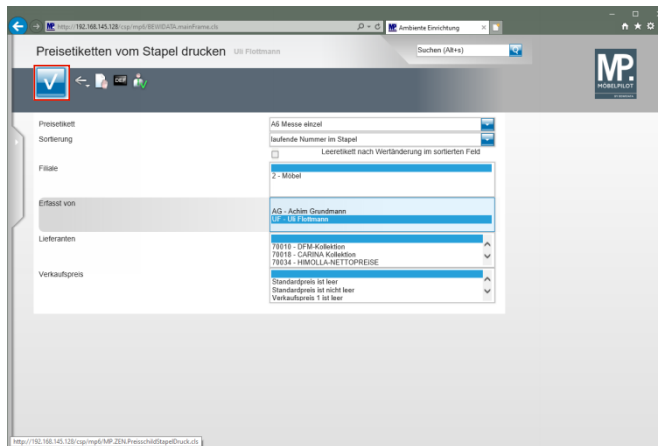 http://192.168.145.128/csp/mp6/BEWIDATA.mainFrame.cls
Ambiente Einrichtung
Preisetiketten vom Stapel drucken Uli Flottmann
Suchen (Alt+s)
MP.
MÖBELPILOT
DEF
Preisetikett
A6 Messe einzel
Sortierung
laufende Nummer im Stapel
Leeretikett nach Wertänderung im sortierten Feld
Filiale
2 - Möbel
Erfasst von
AG - Achim Grundmann
UF - Uli Flottmann
Lieferanten
70010 - DFM-Kollektion
70018 - CARINA Kollektion
70034 - HIMOLLA-NETTOPREISE
Verkaufspreis
Standardpreis ist leer
Standardpreis ist nicht leer
Verkaufspreis 1 ist leer
http://192.168.145.128/csp/mp6/MP.ZEN.PreisschildStapelDruck.cls